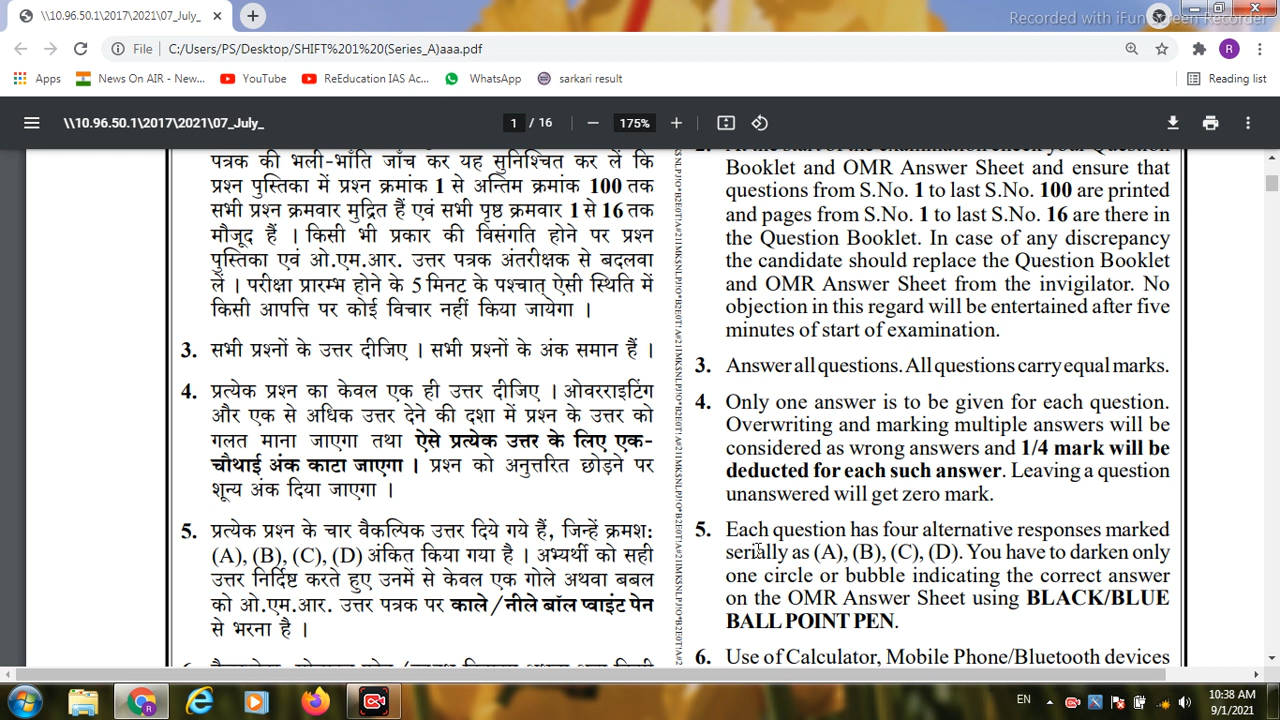 \\10.96.50.1\2017\2021\07_July_
Recorded with iFun Screen Recorder
File
C:/Users/PS/Desktop/SHIFT%201%20(Series_A)aaa.pdf
R
Apps
News On AIR - New...
YouTube
ReEducation IAS Ac...
WhatsApp
sarkari result
Reading list
\\10.96.50.1\2017\2021\07_July_
1 / 16
175%
पत्रक की भली-भाँति जाँच कर यह सुनिश्चित कर लें कि
प्रश्न पुस्तिका में प्रश्न क्रमांक 1 से अन्तिम क्रमांक 100 तक
सभी प्रश्न क्रमवार मुद्रित हैं एवं सभी पृष्ठ क्रमवार 1 से 16 तक
मौजूद हैं । किसी भी प्रकार की विसंगति होने पर प्रश्न
पुस्तिका एवं ओ.एम.आर. उत्तर पत्रक अंतरीक्षक से बदलवा
लें । परीक्षा प्रारम्भ होने के 5 मिनट के पश्चात् ऐसी स्थिति में
किसी आपत्ति पर कोई विचार नहीं किया जायेगा ।
3. सभी प्रश्नों के उत्तर दीजिए । सभी प्रश्नों के अंक समान हैं ।
4. प्रत्येक प्रश्न का केवल एक ही उत्तर दीजिए । ओवरराइटिंग
और एक से अधिक उत्तर देने की दशा में प्रश्न के उत्तर को
गलत माना जाएगा तथा ऐसे प्रत्येक उत्तर के लिए एक-
चौथाई अंक काटा जाएगा । प्रश्न को अनुत्तरित छोड़ने पर
शून्य अंक दिया जाएगा ।
5. प्रत्येक प्रश्न के चार वैकल्पिक उत्तर दिये गये हैं, जिन्हें क्रमश:
(A), (B), (C), (D) अंकित किया गया है । अभ्यर्थी को सही
उत्तर निर्दिष्ट करते हुए उनमें से केवल एक गोले अथवा बबल
को ओ.एम.आर. उत्तर पत्रक पर काले/नीले बॉल प्वाइंट पेन
से भरना है ।
2. At the start of the examination check your Question
Booklet and OMR Answer Sheet and ensure that
questions from S.No. 1 to last S.No. 100 are printed
and pages from S.No. 1 to last S.No. 16 are there in
the Question Booklet. In case of any discrepancy
the candidate should replace the Question Booklet
and OMR Answer Sheet from the invigilator. No
objection in this regard will be entertained after five
minutes of start of examination.
3. Answer all questions. All questions carry equal marks.
4. Only one answer is to be given for each question.
Overwriting and marking multiple answers will be
considered as wrong answers and 1/4 mark will be
deducted for each such answer. Leaving a question
unanswered will get zero mark.
5. Each question has four alternative responses marked
serially as (A), (B), (C), (D). You have to darken only
one circle or bubble indicating the correct answer
on the OMR Answer Sheet using BLACK/BLUE
BALL POINT PEN.
6. Use of Calculator, Mobile Phone/Bluetooth devices
EN
10:38 AM
9/1/2021